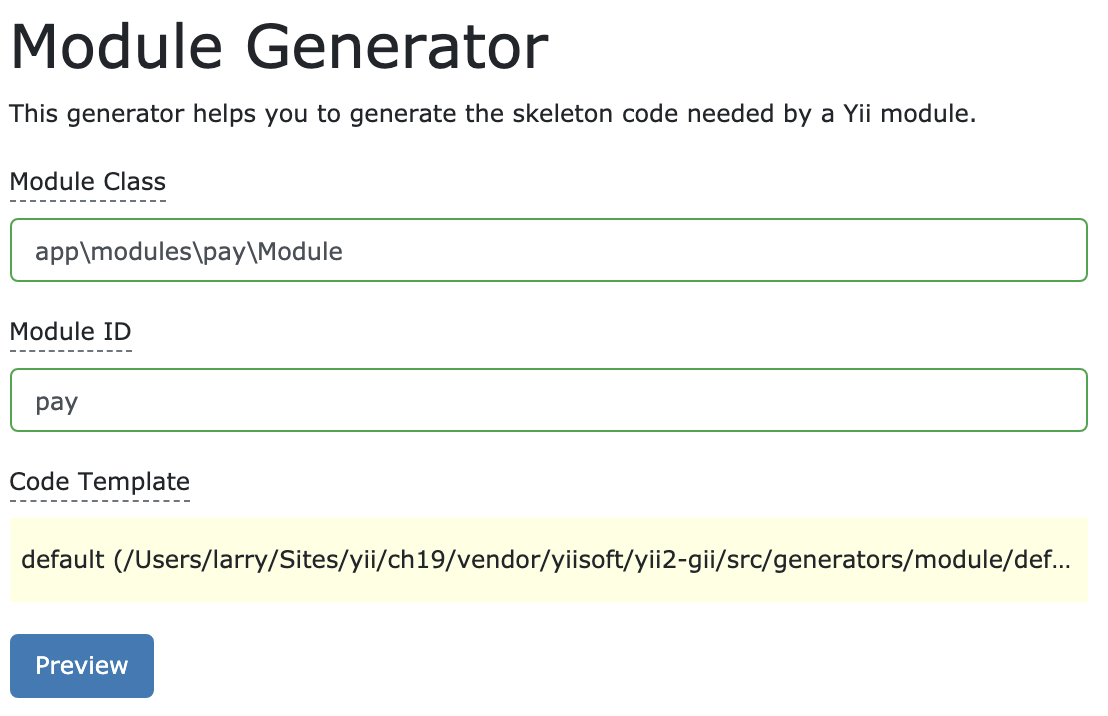 Module Generator
This generator helps you to generate the skeleton code needed by a Yii module.
Module Class
app\modules\pay\Module
Module ID
pay
Code Template
default (/Users/larry/Sites/yii/ch19/vendor/yiisoft/yii2-gii/src/generators/module/def...
Preview